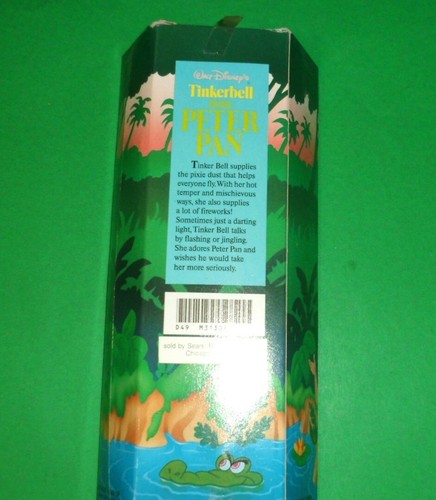 Walt Disney's
Tinkerbell
PETER
PAN
Tinker Bell supplies
the pixie dust that helps
everyone fly. With her hot
temper and mischievous
ways, she also supplies
a lot of fireworks!
Sometimes just a darting
light, Tinker Bell talks
by flashing or jingling.
She adores Peter Pan and
wishes he would take
her more seriously.
D49
sold by Sears,